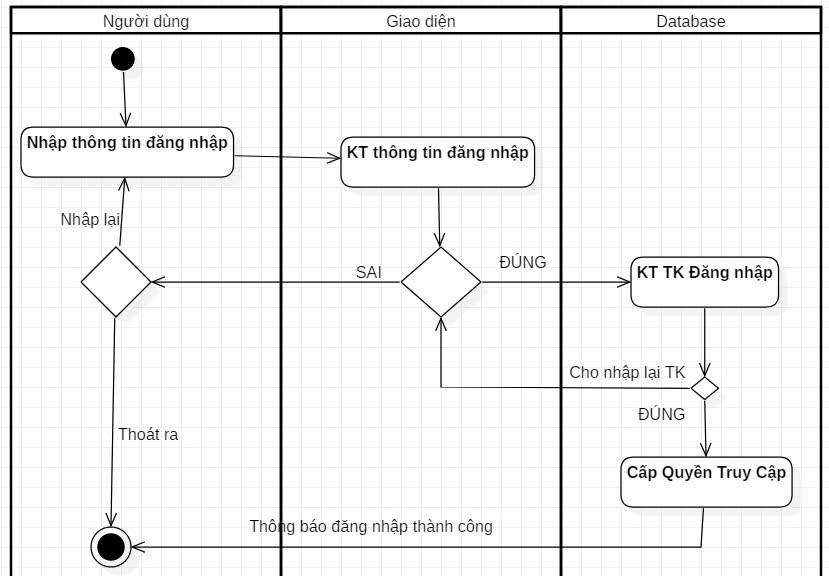 Người dùng
Giao diện
Database
Nhập thông tin đăng nhập
KT thông tin đăng nhập
Nhập lại
SAI
ĐÚNG
KT TK Đăng nhập
Cho nhập lại TK
ĐÚNG
Thoát ra
Cấp Quyền Truy Cập
Thông báo đăng nhập thành công